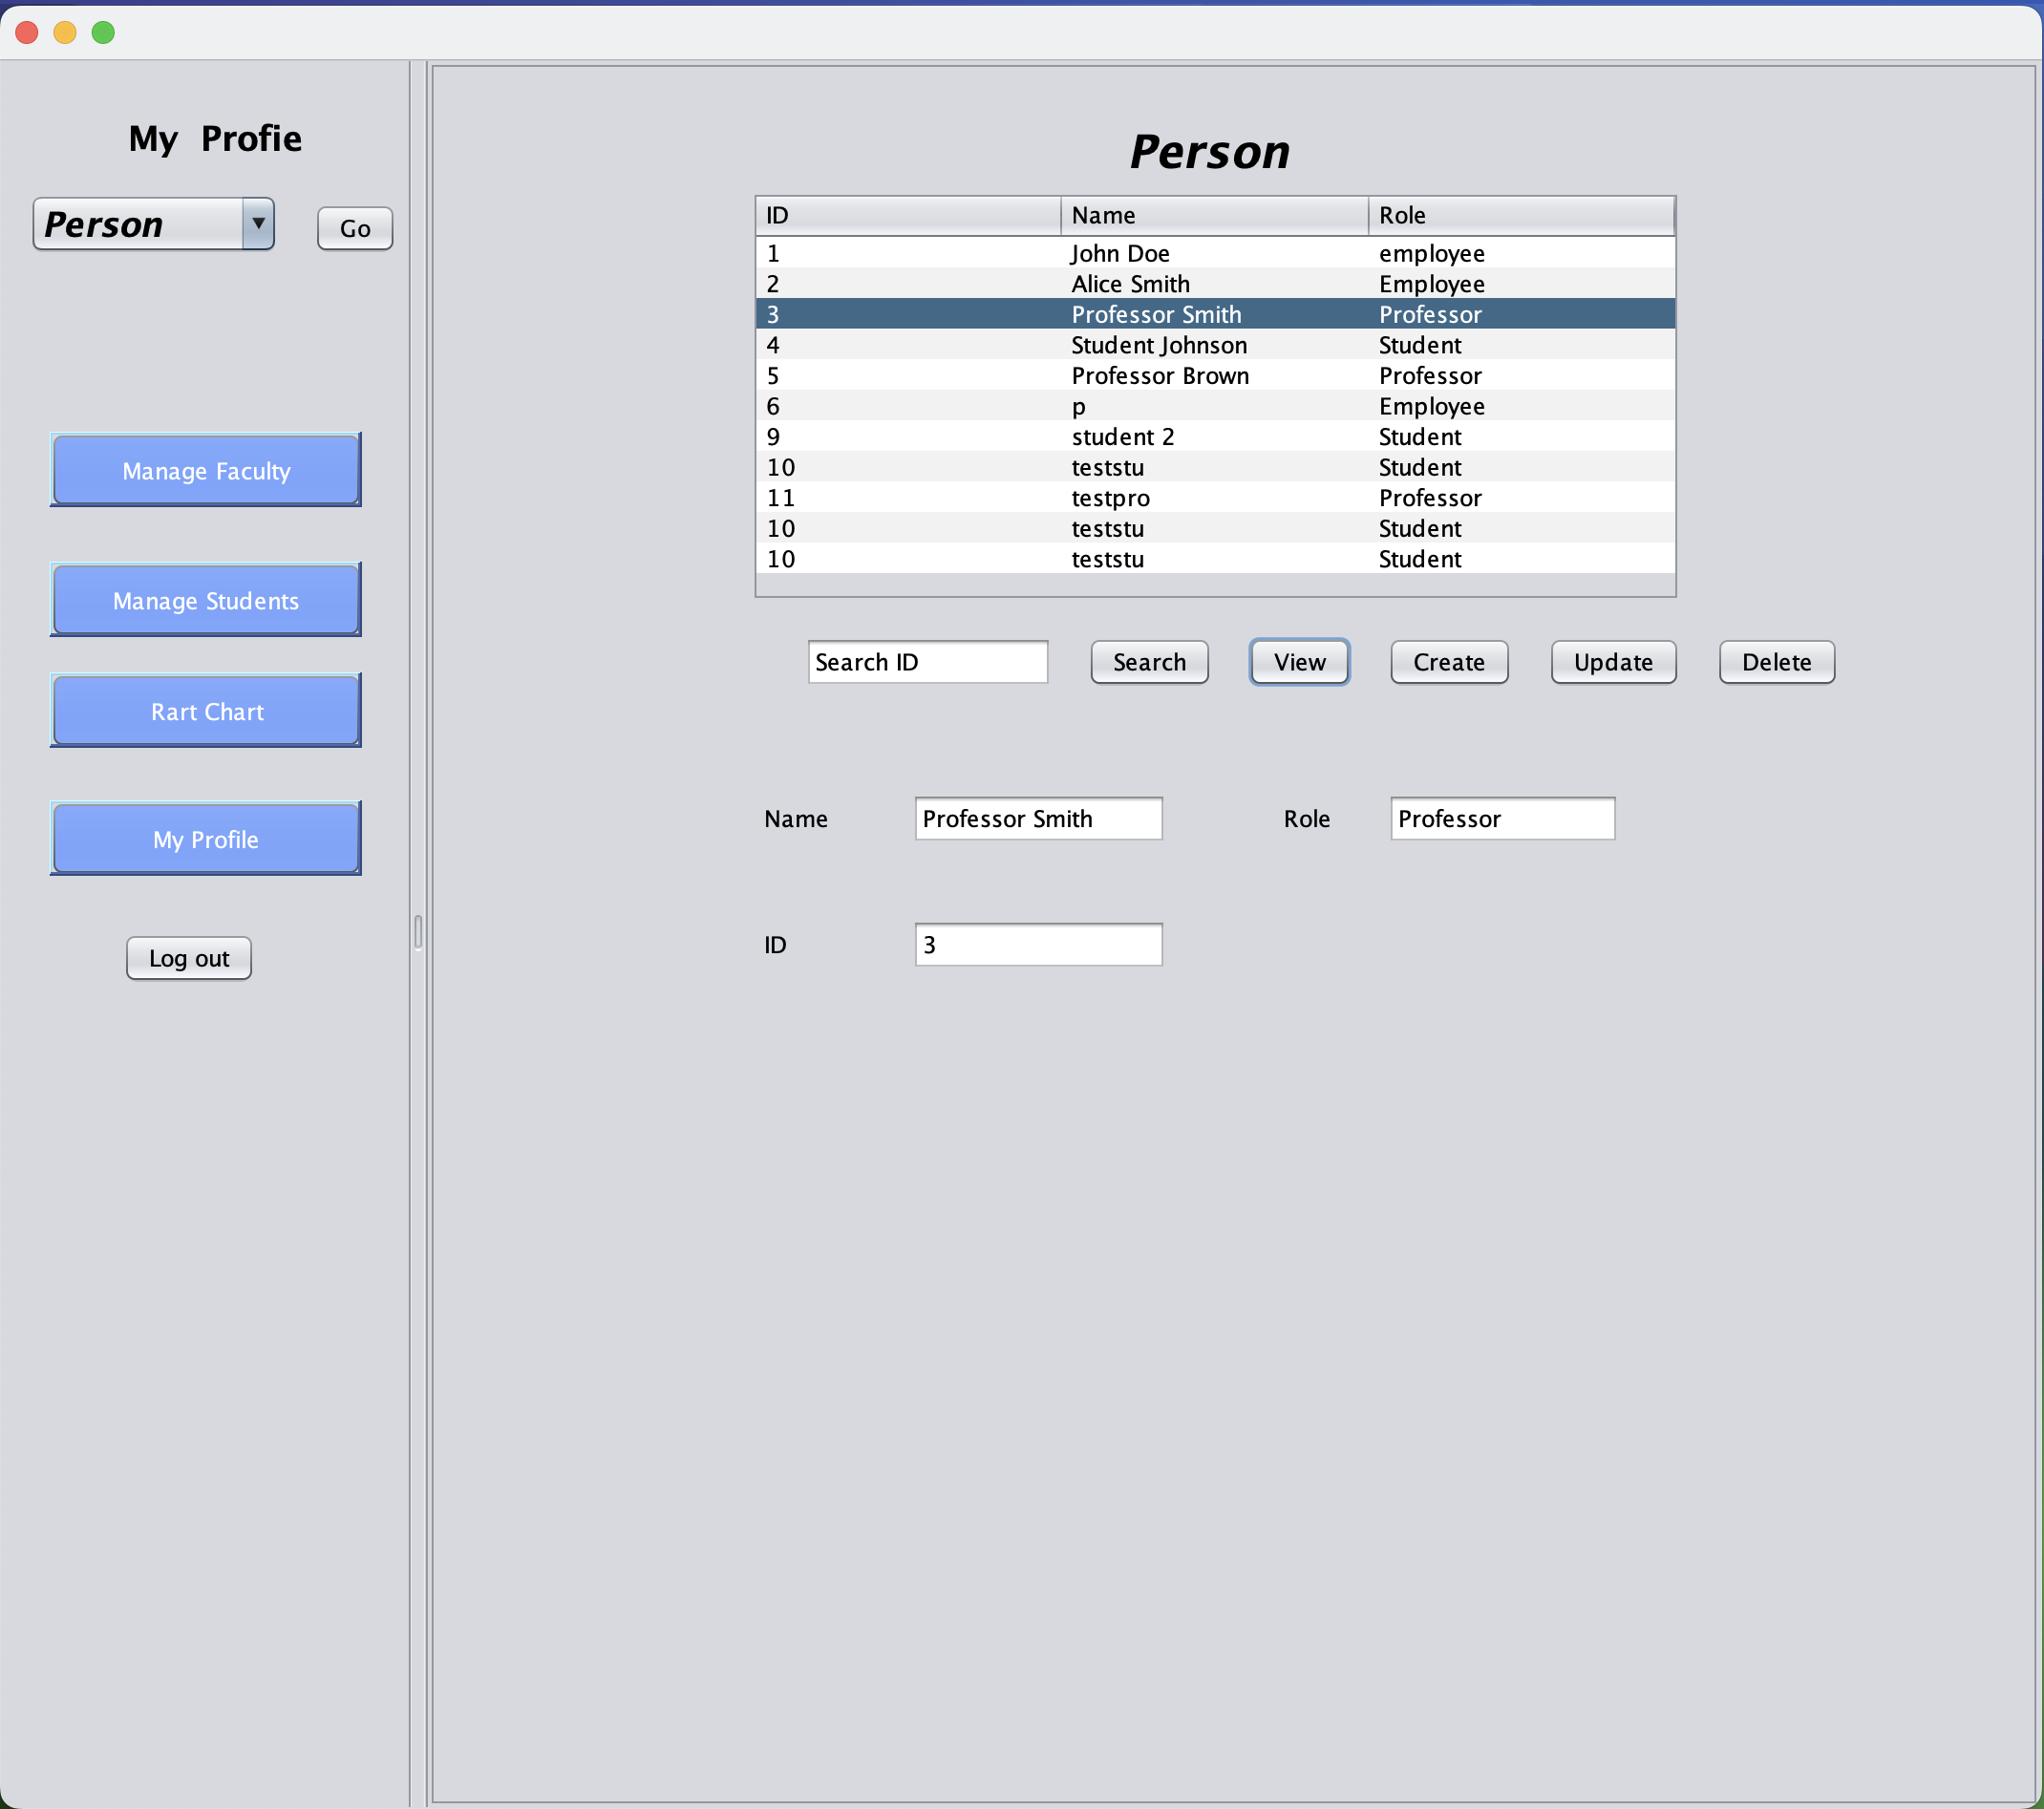 My Profie
Person
Go
Manage Faculty
Manage Students
Rart Chart
My Profile
Log out
Person
ID Name Role
1 John Doe employee
2 Alice Smith Employee
3 Professor Smith Professor
4 Student Johnson Student
5 Professor Brown Professor
6 p Employee
9 student 2 Student
10 teststu Student
11 testpro Professor
10 teststu Student
10 teststu Student
Search ID Search View Create Update Delete
Name Professor Smith Role Professor
ID 3